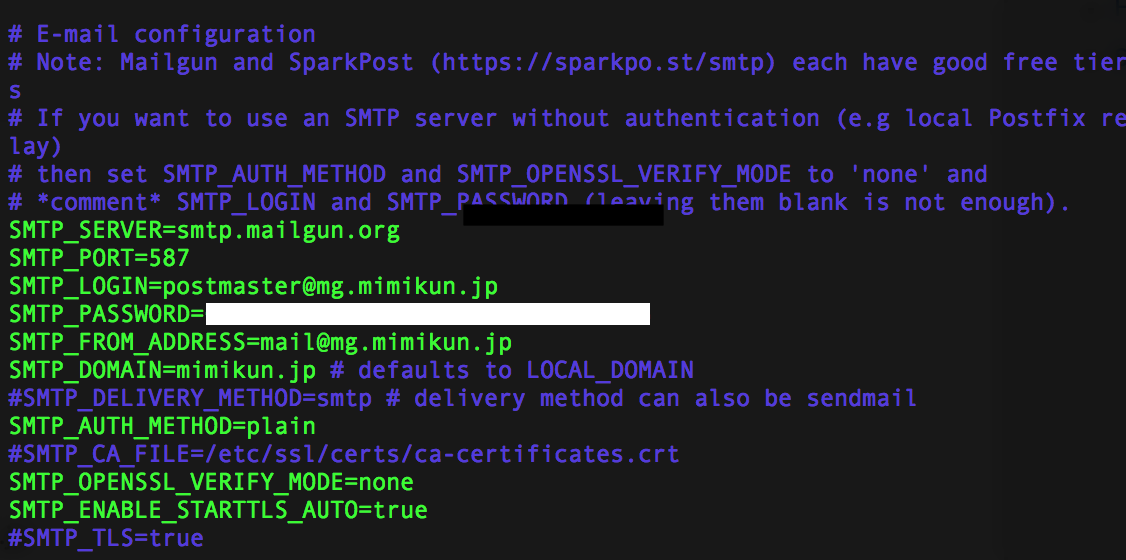 # E-mail configuration
# Note: Mailgun and SparkPost (https://sparkpo.st/smtp) each have good free tier
s
# If you want to use an SMTP server without authentication (e.g local Postfix re
lay)
# then set SMTP_AUTH_METHOD and SMTP_OPENSSL_VERIFY_MODE to 'none' and
# *comment* SMTP_LOGIN and SMTP_PASSWORD (leaving them blank is not enough).
SMTP_SERVER=smtp.mailgun.org
SMTP_PORT=587
SMTP_LOGIN=postmaster@mg.mimikun.jp
SMTP_PASSWORD=
SMTP_FROM_ADDRESS=mail@mg.mimikun.jp
SMTP_DOMAIN=mimikun.jp # defaults to LOCAL_DOMAIN
#SMTP_DELIVERY_METHOD=smtp # delivery method can also be sendmail
SMTP_AUTH_METHOD=plain
#SMTP_CA_FILE=/etc/ssl/certs/ca-certificates.crt
SMTP_OPENSSL_VERIFY_MODE=none
SMTP_ENABLE_STARTTLS_AUTO=true
#SMTP_TLS=true